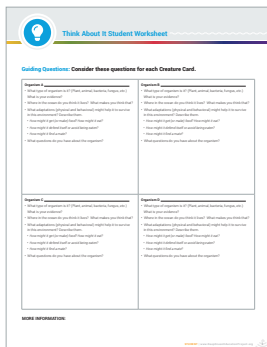 Think About It Student Worksheet
Guiding Questions: Consider these questions for each Creature Card.
Organism A
• What type of organism is it? (Plant, animal, bacteria, fungus, etc.)
What is your evidence?
• Where in the ocean do you think it lives? What makes you think that?
• What adaptations (physical and behavioral) might help it to survive
in this environment? Describe them.
• How might it get (or make) food? How might it eat?
• How might it defend itself or avoid being eaten?
• How might it find a mate?
• What questions do you have about the organism?
Organism B
• What type of organism is it? (Plant, animal, bacteria, fungus, etc.)
What is your evidence?
• Where in the ocean do you think it lives? What makes you think that?
• What adaptations (physical and behavioral) might help it to survive
in this environment? Describe them.
• How might it get (or make) food? How might it eat?
• How might it defend itself or avoid being eaten?
• How might it find a mate?
• What questions do you have about the organism?
Organism C
• What type of organism is it? (Plant, animal, bacteria, fungus, etc.)
What is your evidence?
• Where in the ocean do you think it lives? What makes you think that?
• What adaptations (physical and behavioral) might help it to survive
in this environment? Describe them.
• How might it get (or make) food? How might it eat?
• How might it defend itself or avoid being eaten?
• How might it find a mate?
• What questions do you have about the organism?
Organism D
• What type of organism is it? (Plant, animal, bacteria, fungus, etc.)
What is your evidence?
• Where in the ocean do you think it lives? What makes you think that?
• What adaptations (physical and behavioral) might help it to survive
in this environment? Describe them.
• How might it get (or make) food? How might it eat?
• How might it defend itself or avoid being eaten?
• How might it find a mate?
• What questions do you have about the organism?
MORE INFORMATION: